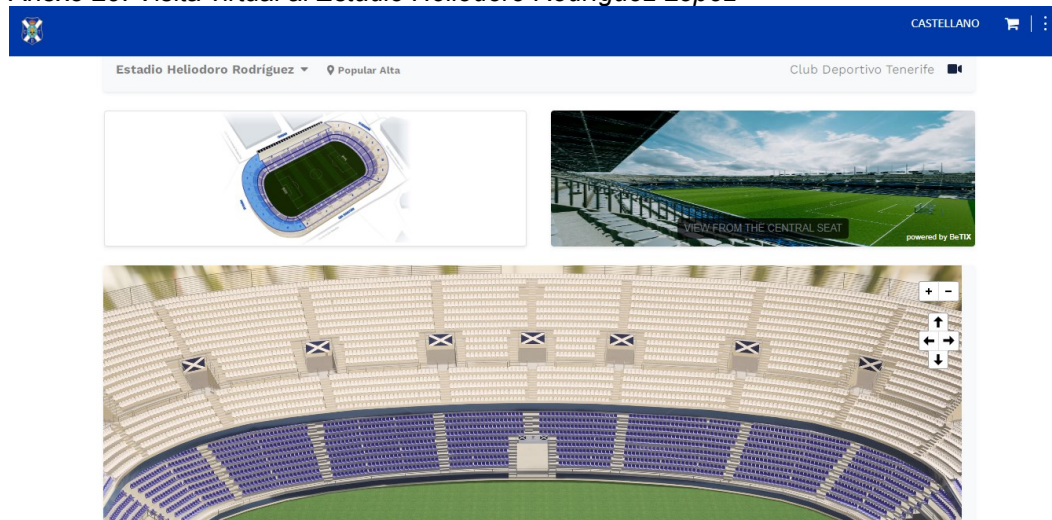 Anexo 20: Visita virtual al Estadio Heliodoro Rodríguez López
CASTELLANO
Estadio Heliodoro Rodríguez
Popular Alta
Club Deportivo Tenerife
VIEW FROM THE CENTRAL SEAT
powered by BeTIX
+ −